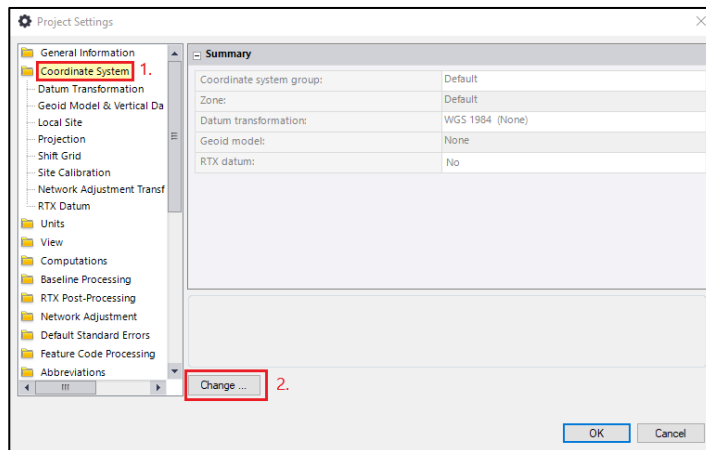 Project Settings
General Information
Coordinate System 1.
Datum Transformation
Geoid Model & Vertical Da
Local Site
Projection
Shift Grid
Site Calibration
Network Adjustment Transf
RTX Datum
Units
View
Computations
Baseline Processing
RTX Post-Processing
Network Adjustment
Default Standard Errors
Feature Code Processing
Abbreviations
Summary
Coordinate system group: Default
Zone: Default
Datum transformation: WGS 1984 (None)
Geoid model: None
RTX datum: No
Change ... 2.
OK Cancel